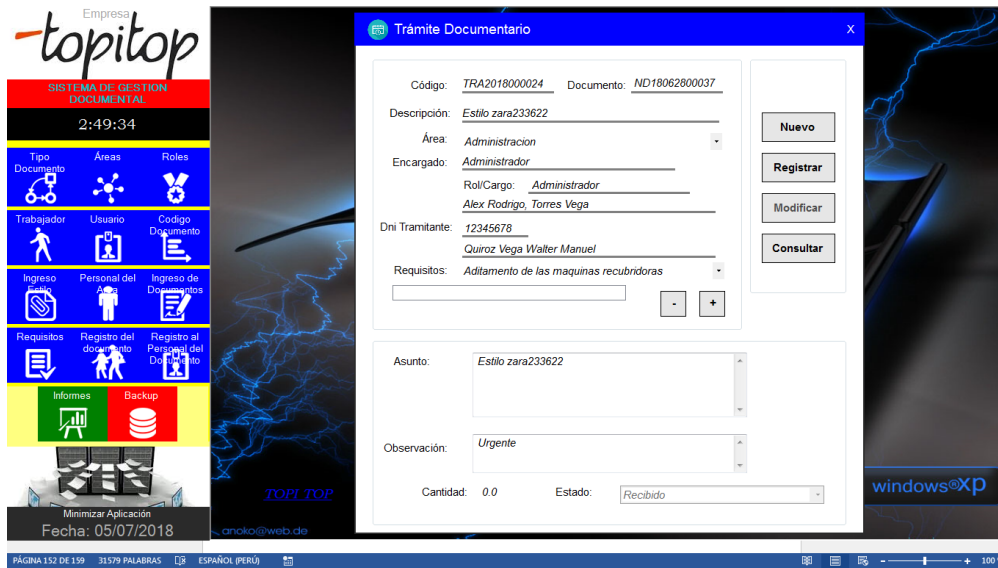 Empresa
topitop
SISTEMA DE GESTION
DOCUMENTAL
2:49:34
Tipo
Documento
Áreas
Roles
Trabajador
Usuario
Codigo
Documento
Ingreso
Estilo
Personal del
Area
Ingreso de
Documentos
Requisitos
Registro del
documento
Registro al
Personal del
Documento
Informes
Backup
Minimizar Aplicación
Fecha: 05/07/2018
Trámite Documentario
X
Código: TRA2018000024 Documento: ND18062800037
Descripción: Estilo zara233622
Área: Administracion
Encargado: Administrador
Rol/Cargo: Administrador
Alex Rodrigo, Torres Vega
Dni Tramitante: 12345678
Quiroz Vega Walter Manuel
Requisitos: Aditamento de las maquinas recubridoras
- +
Nuevo
Registrar
Modificar
Consultar
Asunto: Estilo zara233622
Observación: Urgente
Cantidad: 0.0 Estado: Recibido
TOPI TOP
anoko@web.de
windows®xp
PÁGINA 152 DE 159 31579 PALABRAS ESPAÑOL (PERÚ) - + 100